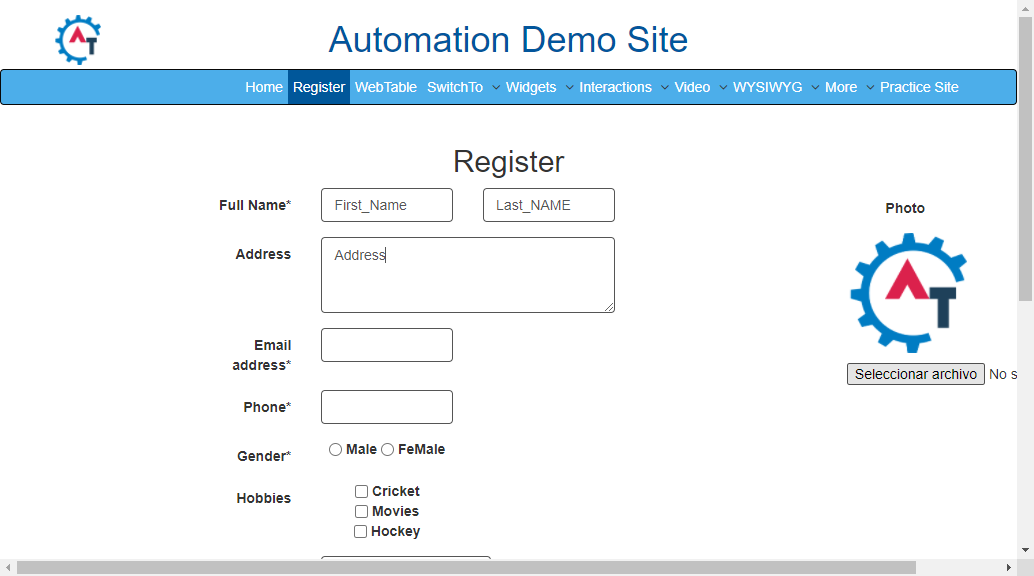 AT
Automation Demo Site
Home Register WebTable SwitchTo Widgets Interactions Video WYSIWYG More Practice Site
Register
Full Name* First_Name Last_NAME
Photo
Address Address
AT
Email
address*
Seleccionar archivo No s
Phone*
Gender* Male FeMale
Hobbies Cricket
Movies
Hockey